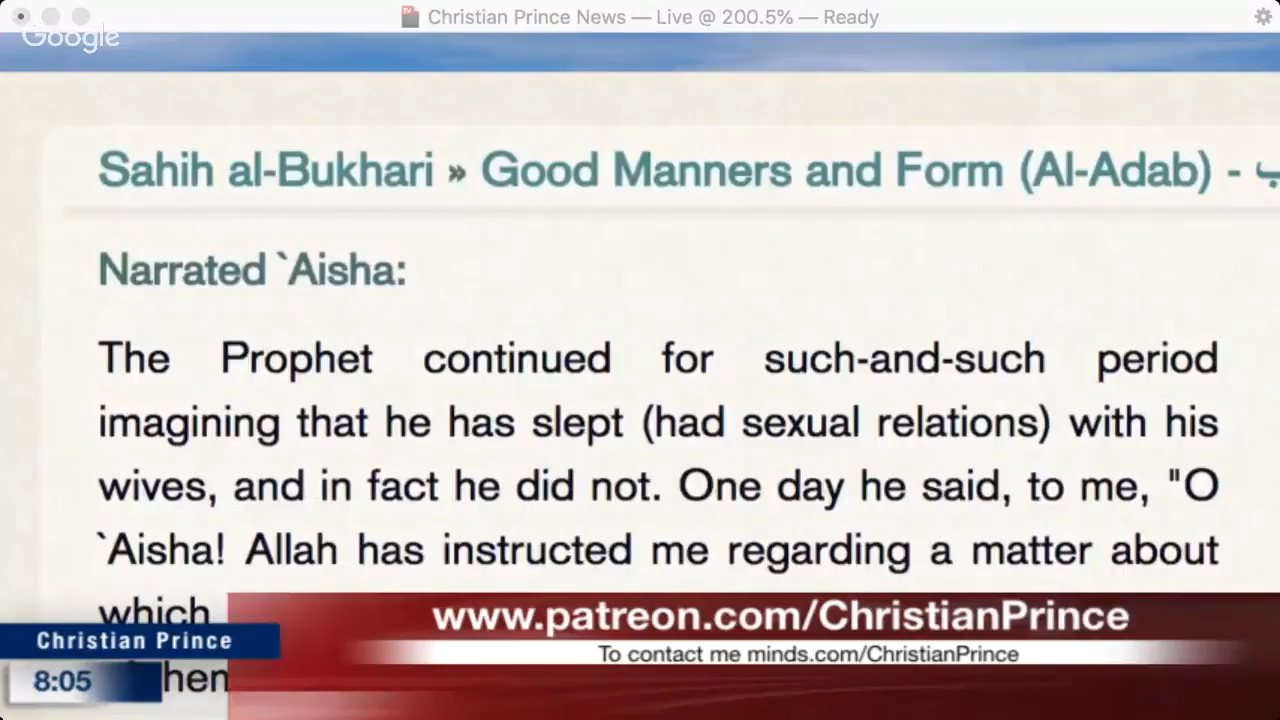 Christian Prince News — Live @ 200.5% — Ready
Google
Sahih al-Bukhari » Good Manners and Form (Al-Adab) -
Narrated `Aisha:
The Prophet continued for such-and-such period
imagining that he has slept (had sexual relations) with his
wives, and in fact he did not. One day he said, to me, "O
`Aisha! Allah has instructed me regarding a matter about
which
www.patreon.com/ChristianPrince
Christian Prince
To contact me minds.com/ChristianPrince
8:05